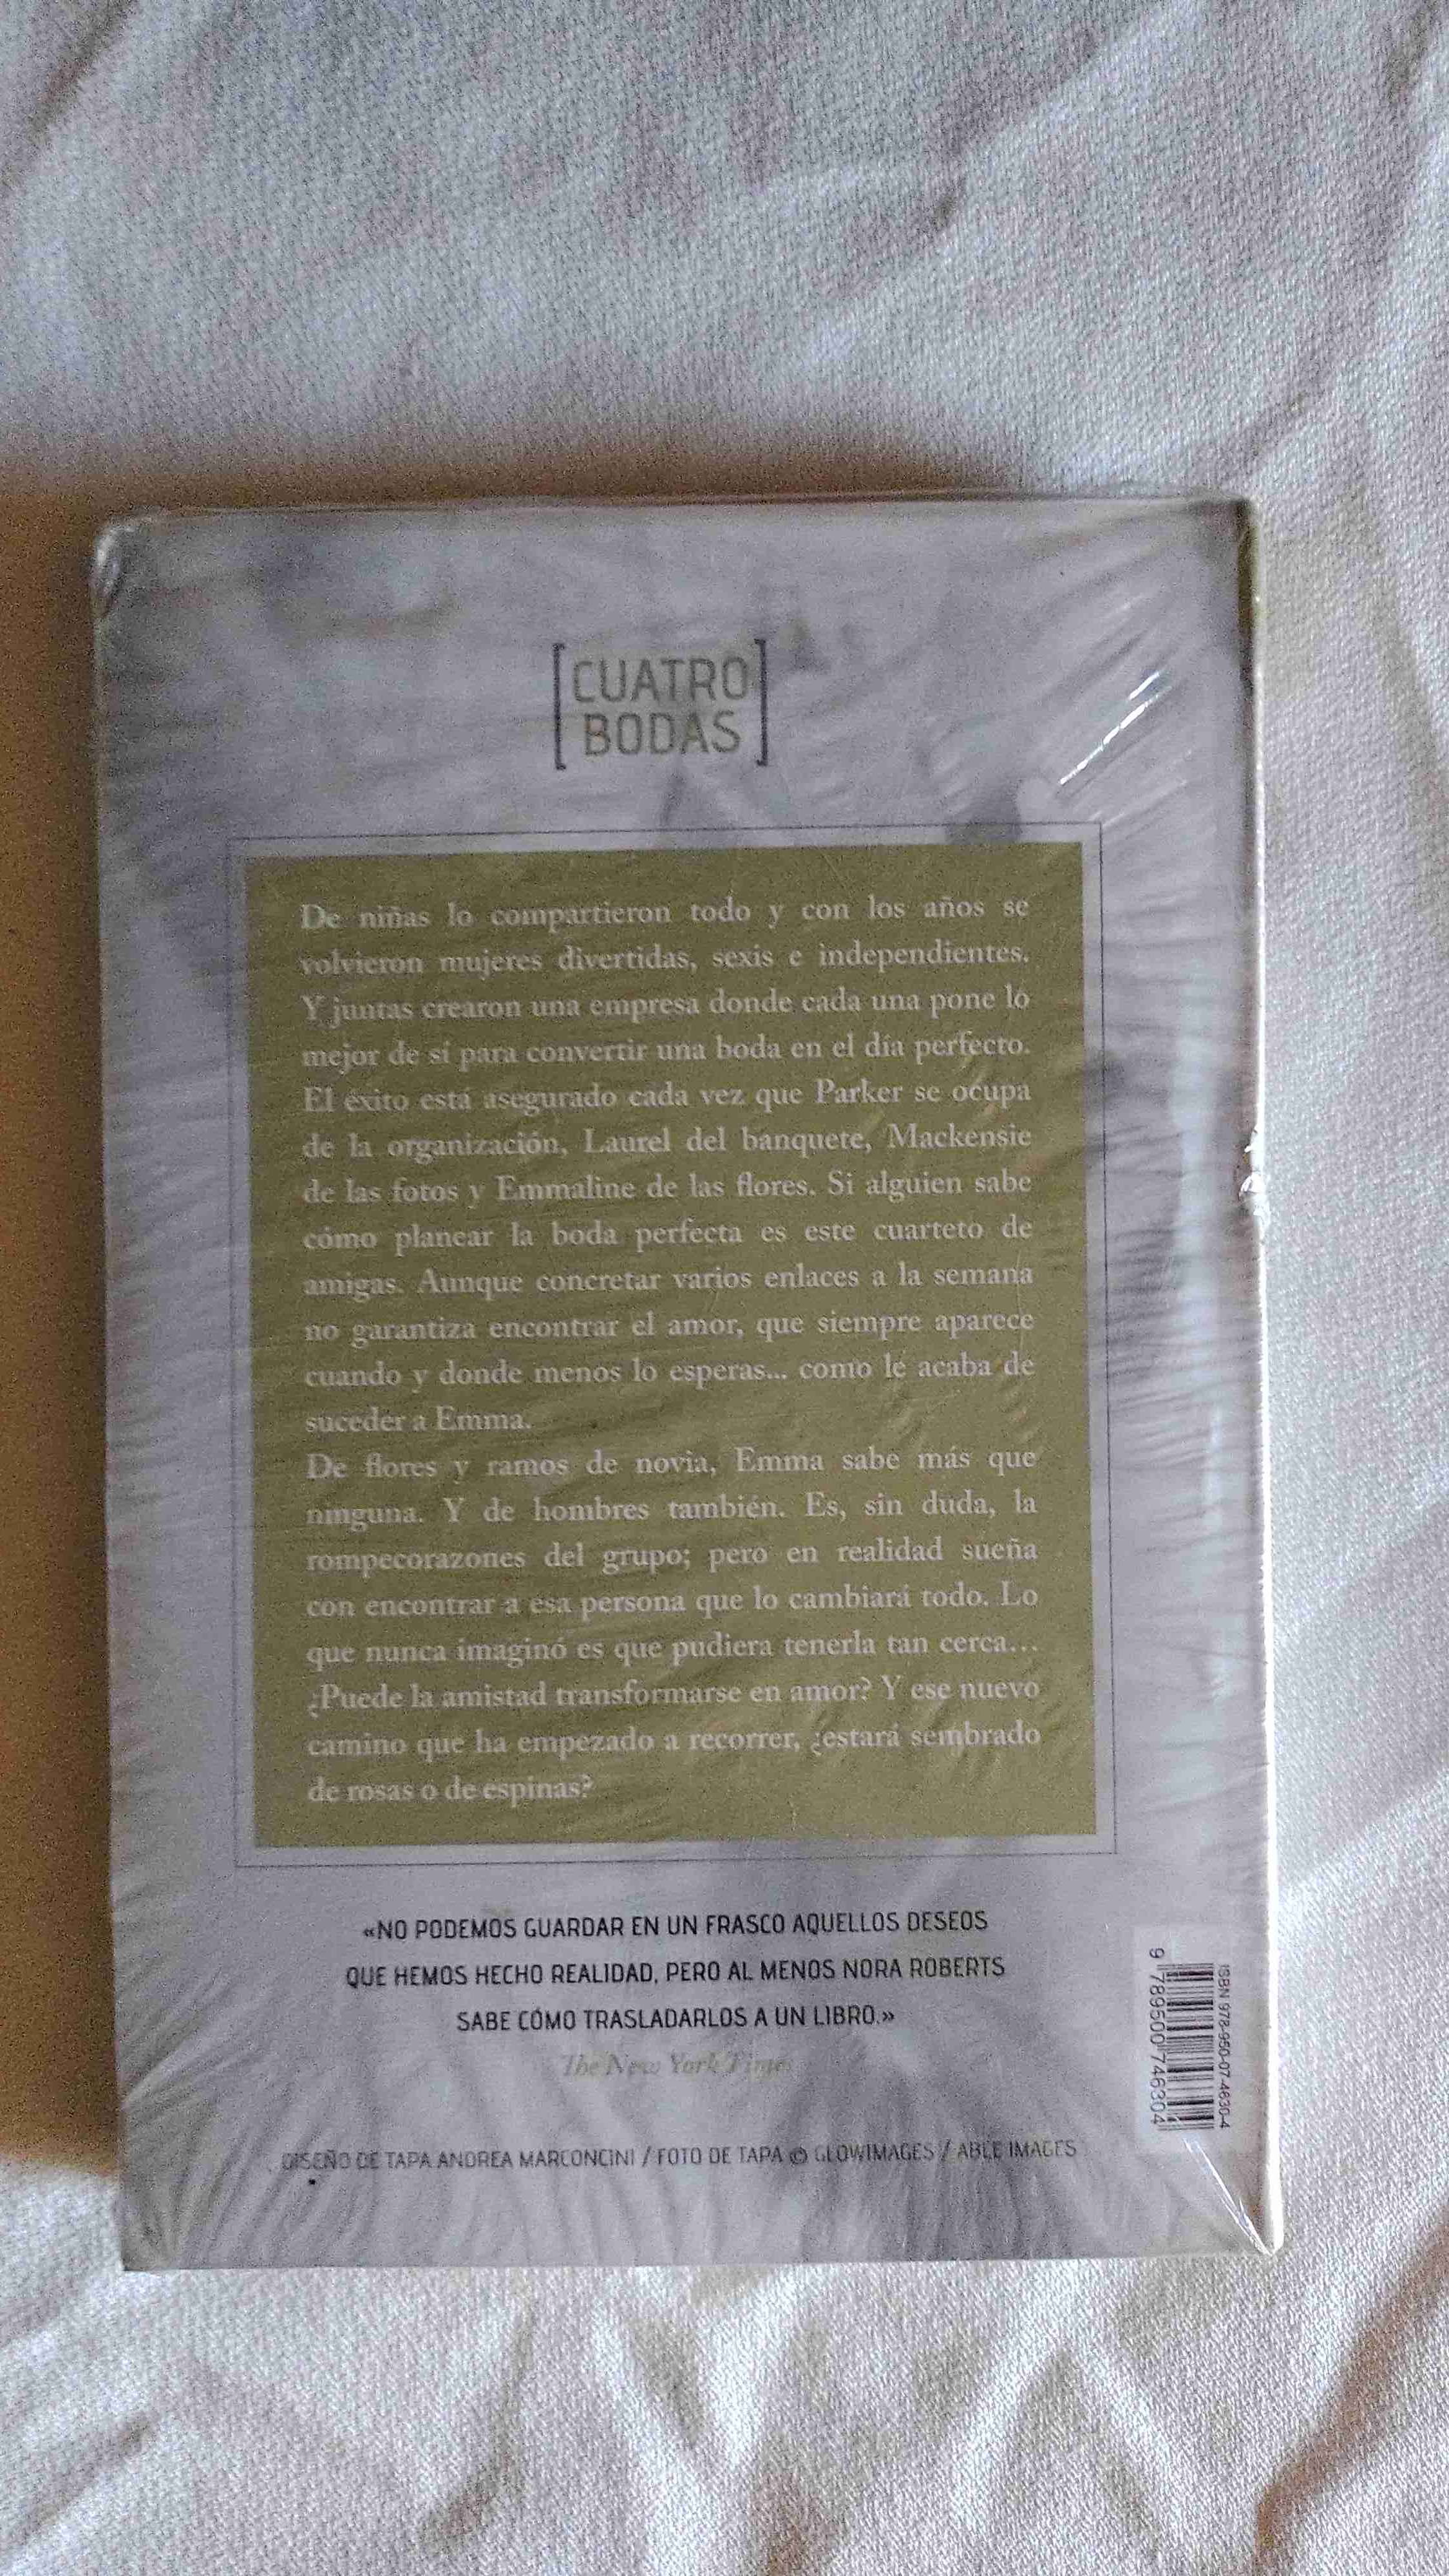 [CUATRO
BODAS]
De niñas lo compartieron todo y con los años se
volvieron mujeres divertidas, sexis e independientes.
Y juntas crearon una empresa donde cada una pone lo
mejor de sí para convertir una boda en el día perfecto.
El éxito está asegurado cada vez que Parker se ocupa
de la organización, Laurel del banquete, Mackensie
de las fotos y Emmaline de las flores. Si alguien sabe
cómo planear la boda perfecta es este cuarteto de
amigas. Aunque concretar varios enlaces a la semana
no garantiza encontrar el amor, que siempre aparece
cuando y donde menos lo esperas... como le acaba de
suceder a Emma.
De flores y ramos de novia, Emma sabe más que
ninguna. Y de hombres también. Es, sin duda, la
rompecorazones del grupo; pero en realidad sueña
con encontrar a esa persona que lo cambiará todo. Lo
que nunca imaginó es que pudiera tenerla tan cerca...
¿Puede la amistad transformarse en amor? Y ese nuevo
camino que ha empezado a recorrer, ¿estará sembrado
de rosas o de espinas?
«NO PODEMOS GUARDAR EN UN FRASCO AQUELLOS DESEOS
QUE HEMOS HECHO REALIDAD, PERO AL MENOS NORA ROBERTS
SABE CÓMO TRASLADARLOS A UN LIBRO.»
The New York Times
DISEÑO DE TAPA ANDREA MARCONCINI / FOTO DE TAPA © GLOWIMAGES / ABLE IMAGES
ISBN 978-950-07-4630-4
9 789500 746304